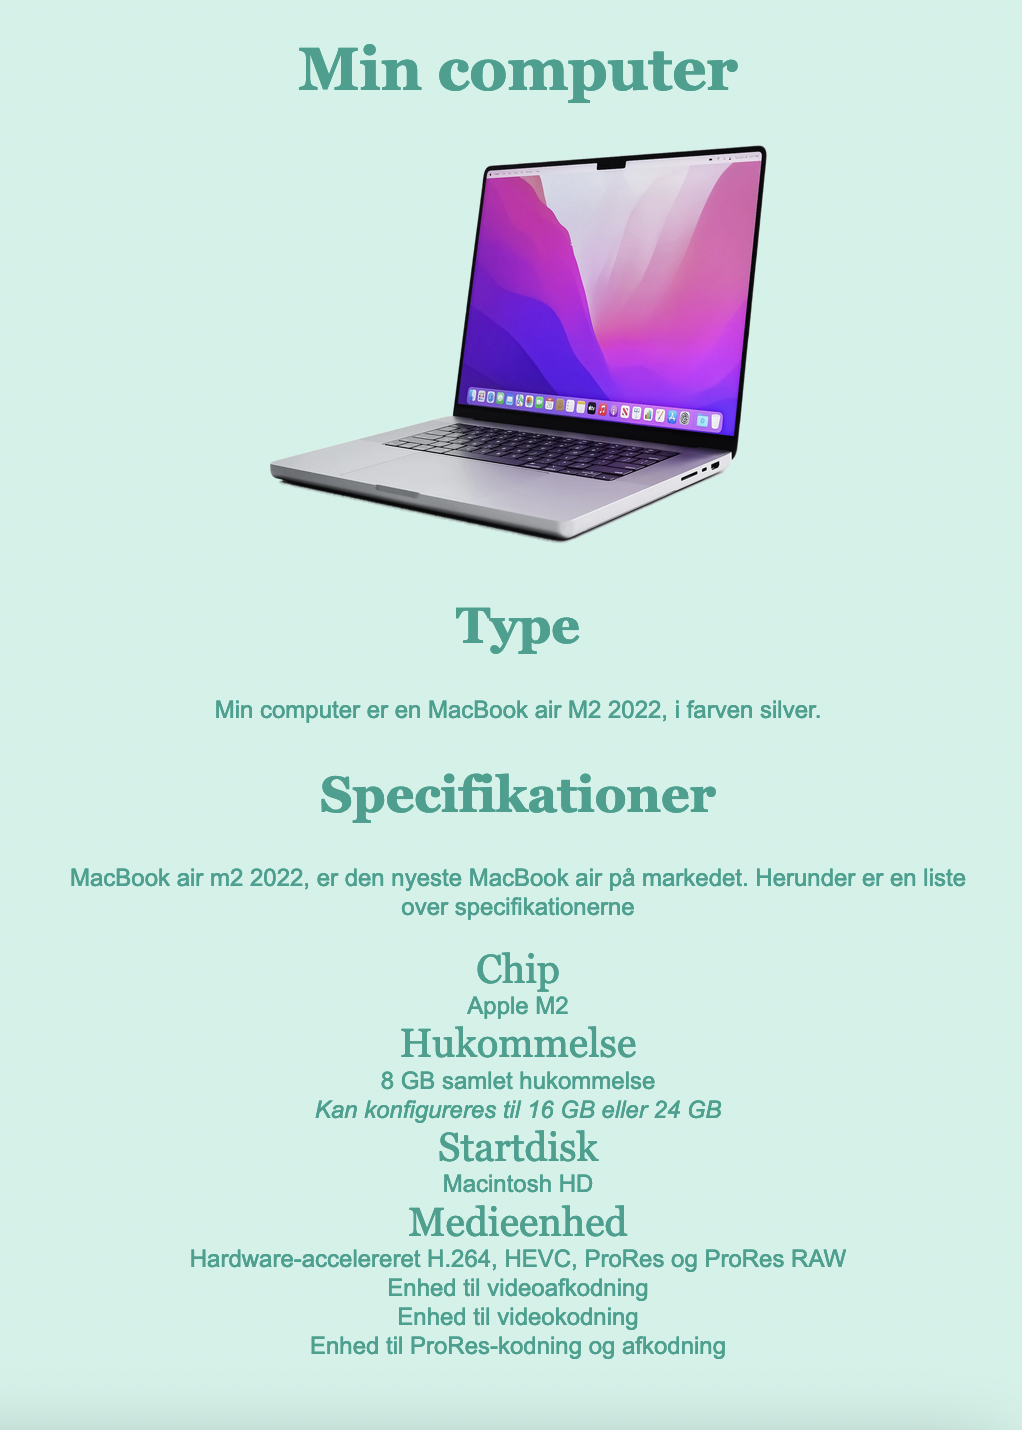 Min computer
Type
Min computer er en MacBook air M2 2022, i farven silver.
Specifikationer
MacBook air m2 2022, er den nyeste MacBook air på markedet. Herunder er en liste
over specifikationerne
Chip
Apple M2
Hukommelse
8 GB samlet hukommelse
Kan konfigureres til 16 GB eller 24 GB
Startdisk
Macintosh HD
Medieenhed
Hardware-accelereret H.264, HEVC, ProRes og ProRes RAW
Enhed til videoafkodning
Enhed til videokodning
Enhed til ProRes-kodning og afkodning